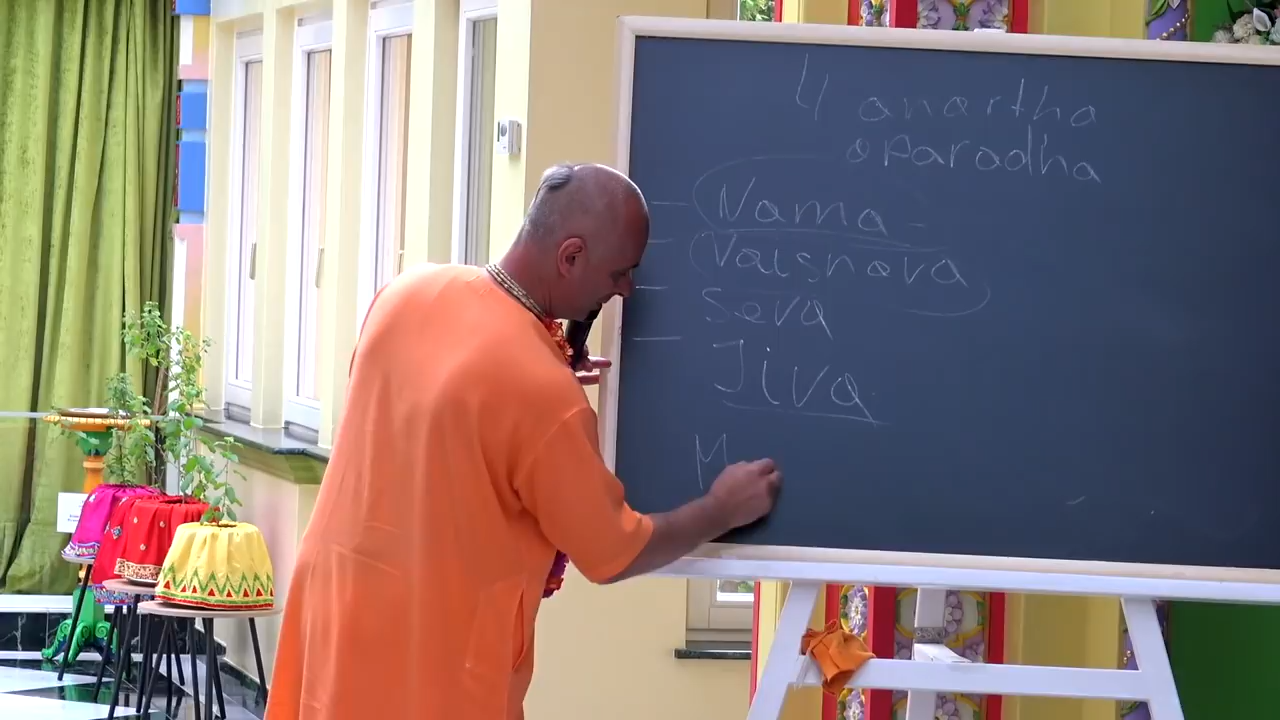 4 anartha
aparadha
- Nama -
- Vaisnava
- Seva
- Jiva
M